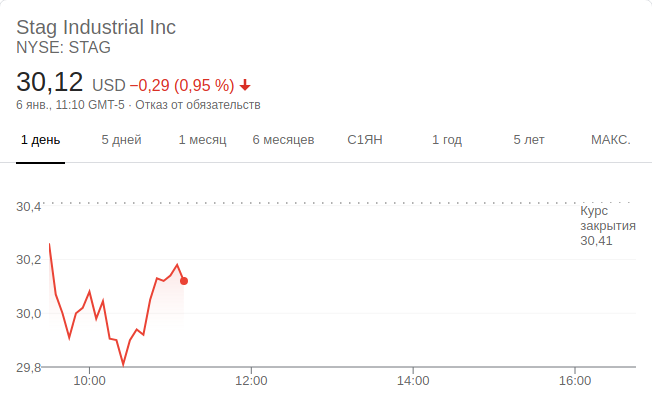 Stag Industrial Inc
NYSE: STAG
30,12 USD −0,29 (0,95 %)
6 янв., 11:10 GMT-5 · Отказ от обязательств
1 день 5 дней 1 месяц 6 месяцев С1ЯН 1 год 5 лет МАКС.
30,4
Курс
закрытия
30,41
30,2
30,0
29,8
10:00 12:00 14:00 16:00